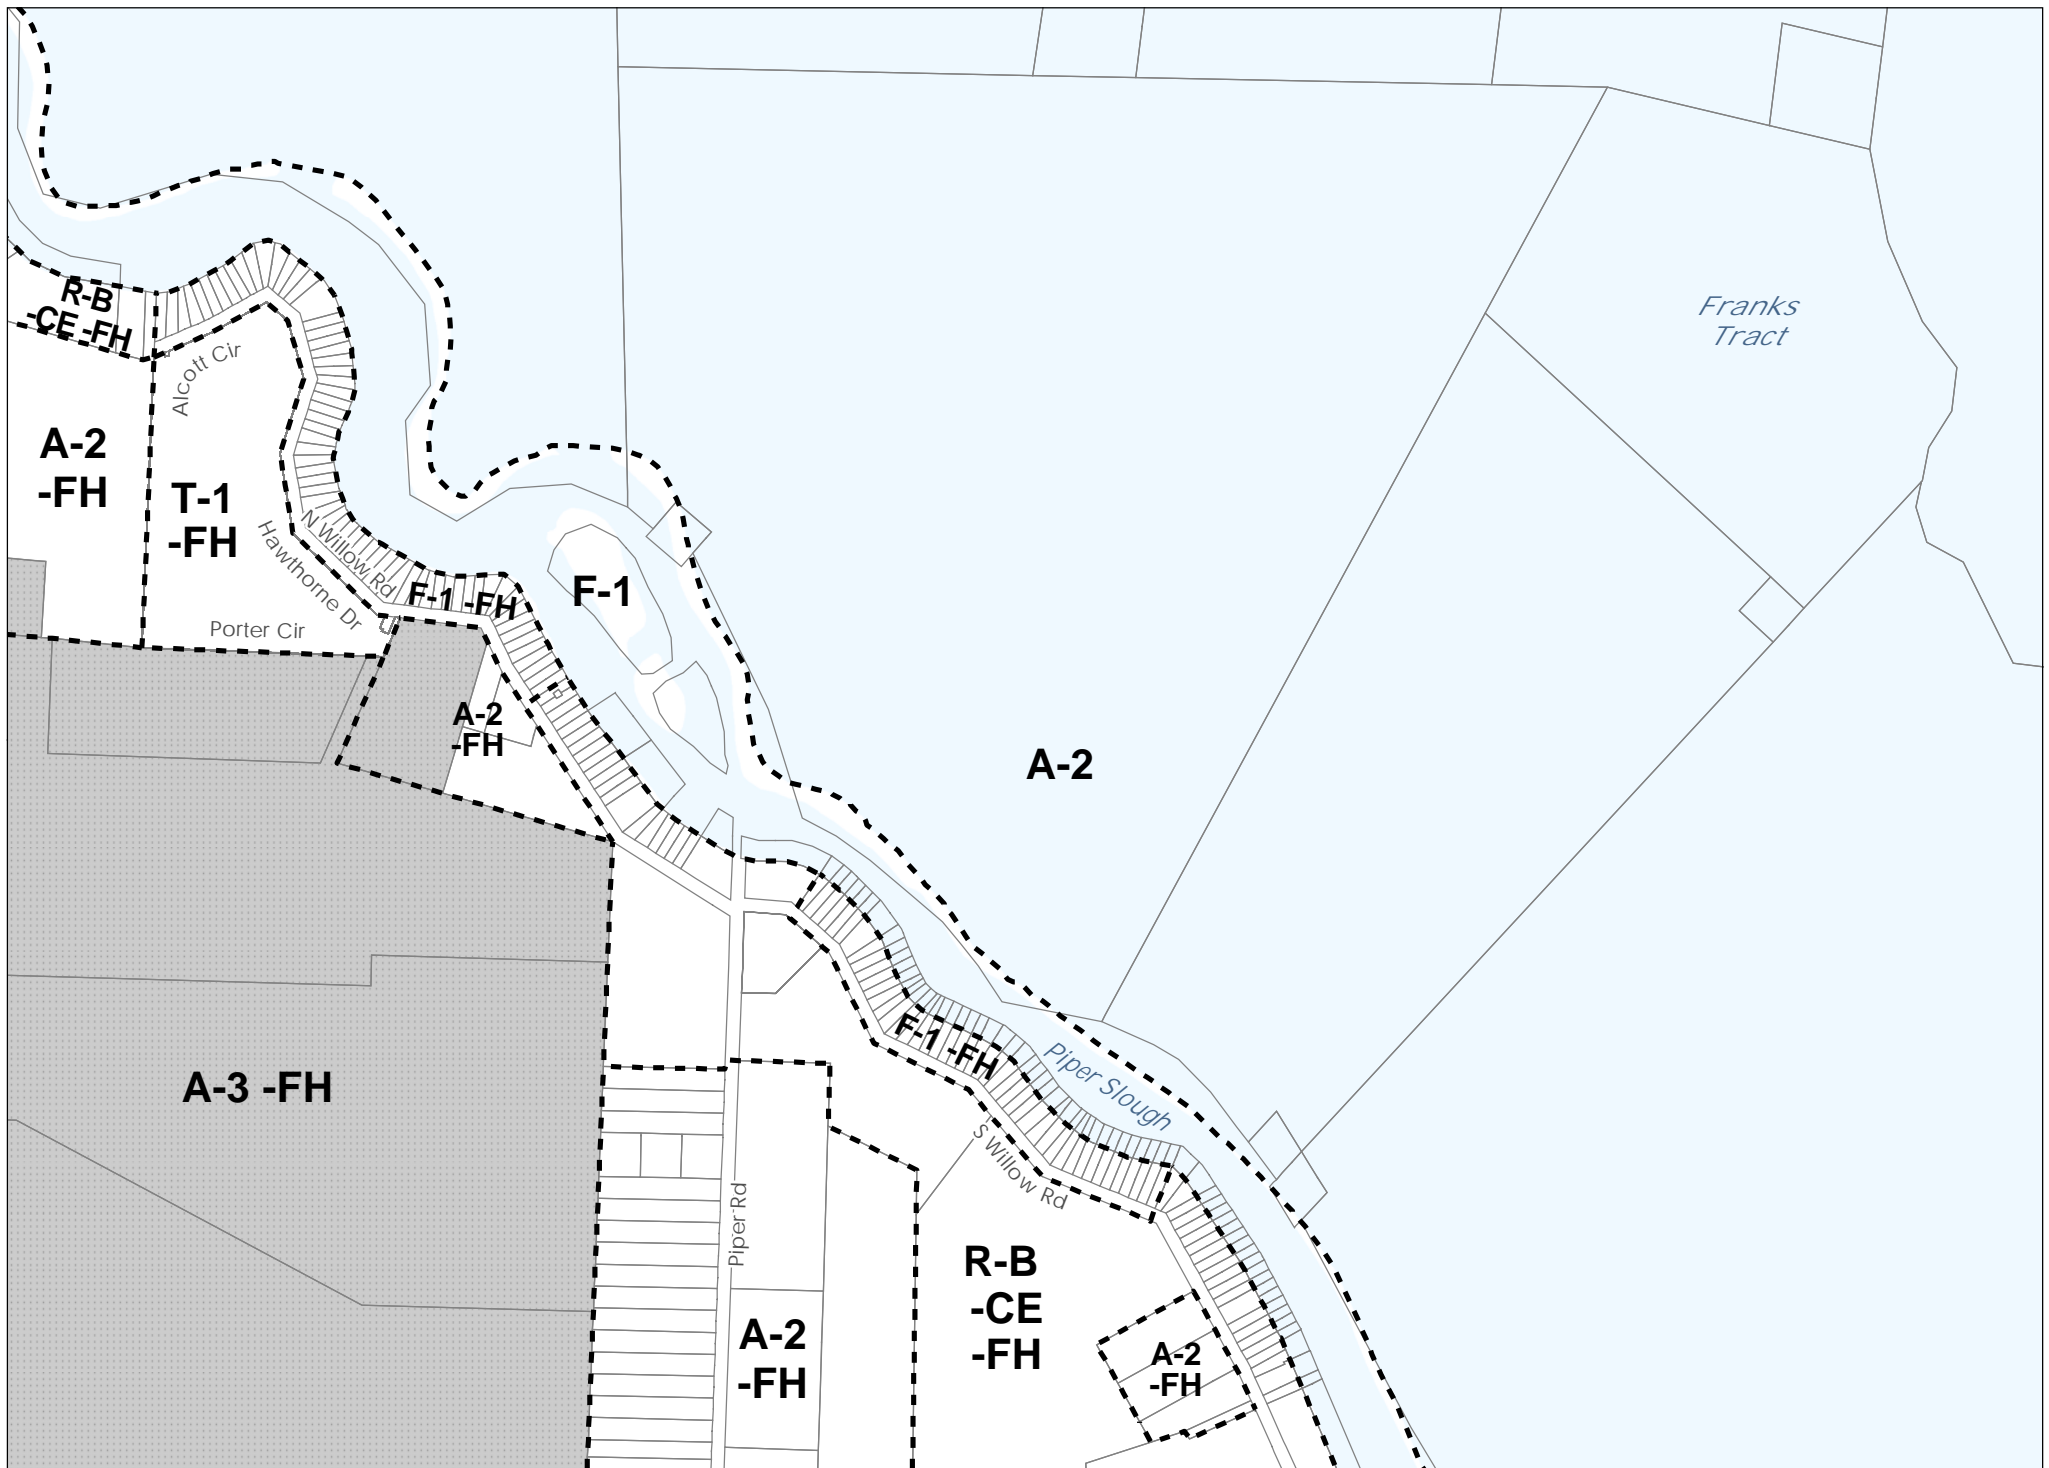 Franks
Tract
R-B
-CE -FH
Alcott Cir
A-2
-FH
T-1
-FH
N Willow Rd
Hawthorne Dr
F-1 -FH
F-1
Porter Cir
A-2
-FH
A-2
F-1 -FH
Piper Slough
A-3 -FH
S Willow Rd
Piper Rd
R-B
-CE
-FH
A-2
-FH
A-2
-FH